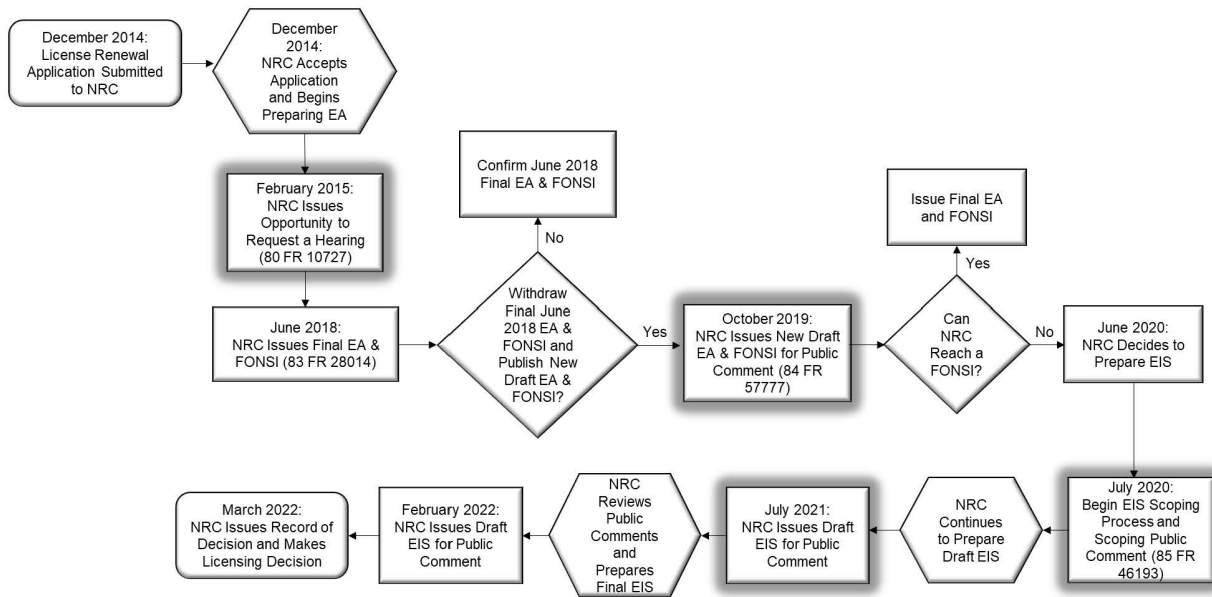 December 2014:
License Renewal
Application Submitted
to NRC
December
2014:
NRC Accepts
Application
and Begins
Preparing EA
February 2015:
NRC Issues
Opportunity to
Request a Hearing
(80 FR 10727)
June 2018:
NRC Issues Final EA &
FONSI (83 FR 28014)
Confirm June 2018
Final EA & FONSI
No
Withdraw
Final June
2018 EA &
FONSI and
Publish New
Draft EA &
FONSI?
Yes
October 2019:
NRC Issues New Draft
EA & FONSI for Public
Comment (84 FR
57777)
Issue Final EA
and FONSI
Yes
Can
NRC
Reach a
FONSI?
No
June 2020:
NRC Decides to
Prepare EIS
July 2020:
Begin EIS Scoping
Process and
Scoping Public
Comment (85 FR
46193)
NRC
Continues
to Prepare
Draft EIS
July 2021:
NRC Issues Draft
EIS for Public
Comment
NRC
Reviews
Public
Comments
and
Prepares
Final EIS
February 2022:
NRC Issues Draft
EIS for Public
Comment
March 2022:
NRC Issues Record of
Decision and Makes
Licensing Decision